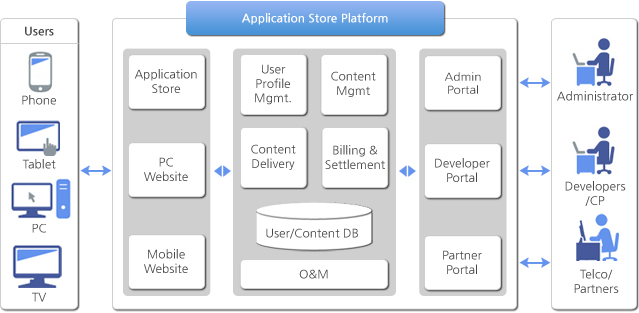 Application Store Platform
Users
Phone
Tablet
PC
TV
Application
Store
PC
Website
Mobile
Website
User
Profile
Mgmt.
Content
Mgmt
Content
Delivery
Billing &
Settlement
User/Content DB
O&M
Admin
Portal
Developer
Portal
Partner
Portal
Administrator
Developers
/CP
Telco/
Partners